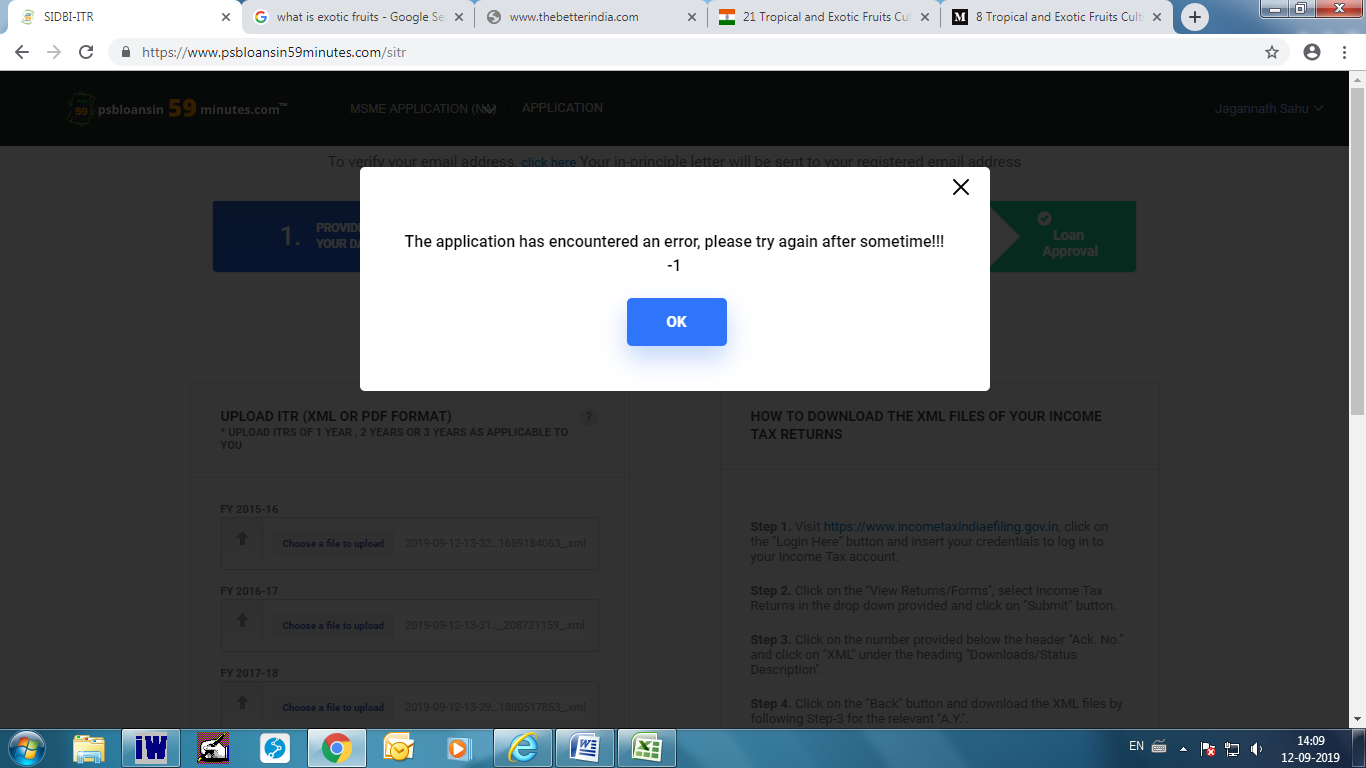 SIDBI-ITR
what is exotic fruits - Google Se
www.thebetterindia.com
21 Tropical and Exotic Fruits Cul
8 Tropical and Exotic Fruits Cult
https://www.psbloansin59minutes.com/sitr
psbloansin 59 minutes.com™
MSME APPLICATION (N
APPLICATION
Jagannath Sahu
To verify your email address, click here Your in-principle letter will be sent to your registered email address
1. PROVID
YOUR DA
Loan
Approval
The application has encountered an error, please try again after sometime!!!
-1
OK
UPLOAD ITR (XML OR PDF FORMAT)
?
* UPLOAD ITRS OF 1 YEAR , 2 YEARS OR 3 YEARS AS APPLICABLE TO
YOU
FY 2015-16
Choose a file to upload 2019-09-12-13-32...1659184063_.xml
FY 2016-17
Choose a file to upload 2019-09-12-13-31..._208721159_.xml
FY 2017-18
Choose a file to upload 2019-09-12-13-29...1800517853_.xml
HOW TO DOWNLOAD THE XML FILES OF YOUR INCOME
TAX RETURNS
Step 1. Visit https://www.incometaxindiaefiling.gov.in, click on
the "Login Here" button and insert your credentials to log in to
your Income Tax account.
Step 2. Click on the "View Returns/Forms", select Income Tax
Returns in the drop down provided and click on "Submit" button.
Step 3. Click on the number provided below the header "Ack. No."
and click on "XML" under the heading "Downloads/Status
Description".
Step 4. Click on the "Back" button and download the XML files by
following Step-3 for the relevant "A.Y.".
iW
EN
14:09
12-09-2019